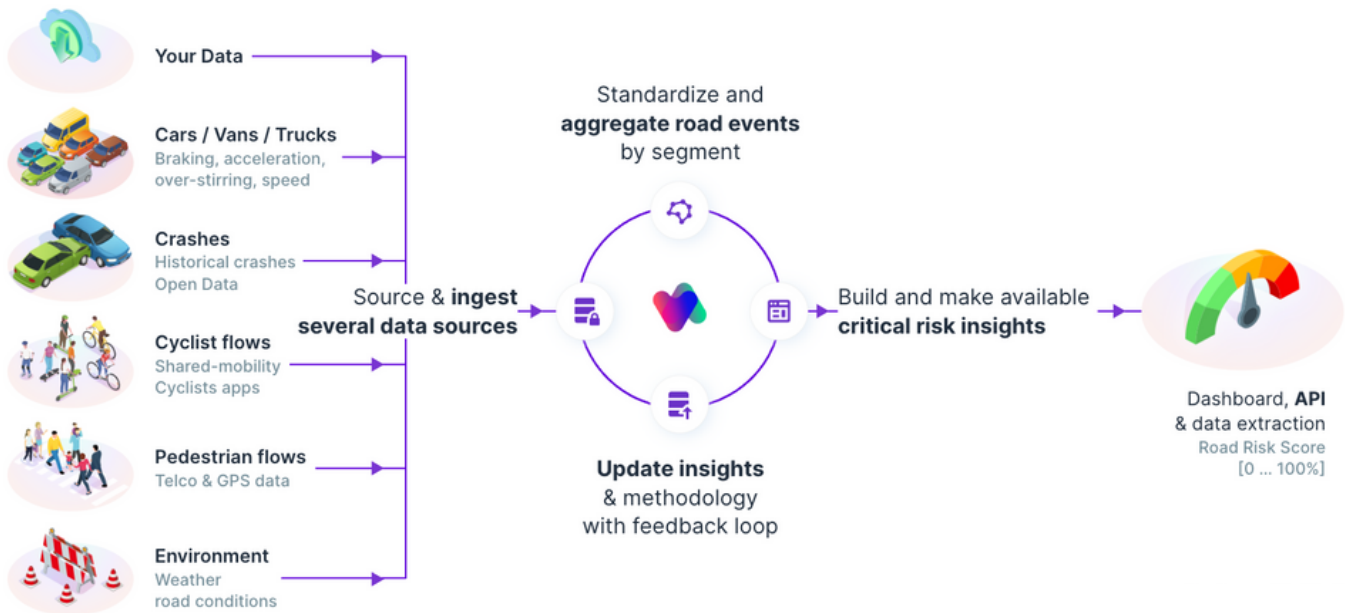 Your Data
Cars / Vans / Trucks
Braking, acceleration,
over-stirring, speed
Crashes
Historical crashes
Open Data
Cyclist flows
Shared-mobility
Cyclists apps
Pedestrian flows
Telco & GPS data
Environment
Weather
road conditions
Source & ingest
several data sources
Standardize and
aggregate road events
by segment
Update insights
& methodology
with feedback loop
Build and make available
critical risk insights
Dashboard, API
& data extraction
Road Risk Score
[0 ... 100%]